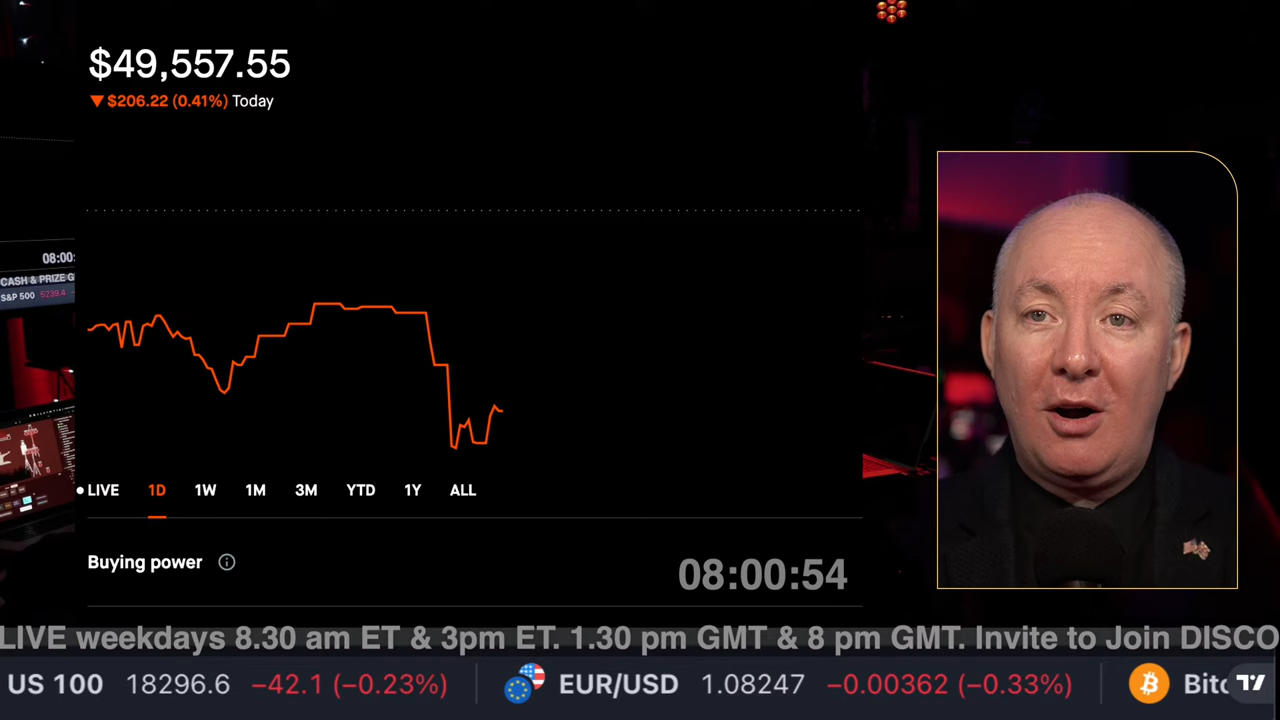 $49,557.55
▼$206.22 (0.41%) Today
08:00:
CASH & PRIZE G
S&P 500 5239.4
LIVE 1D 1W 1M 3M YTD 1Y ALL
Buying power
08:00:54
LIVE weekdays 8.30 am ET & 3pm ET. 1.30 pm GMT & 8 pm GMT. Invite to Join DISCO
US 100 18296.6 −42.1 (−0.23%) EUR/USD 1.08247 −0.00362 (−0.33%) Bitc